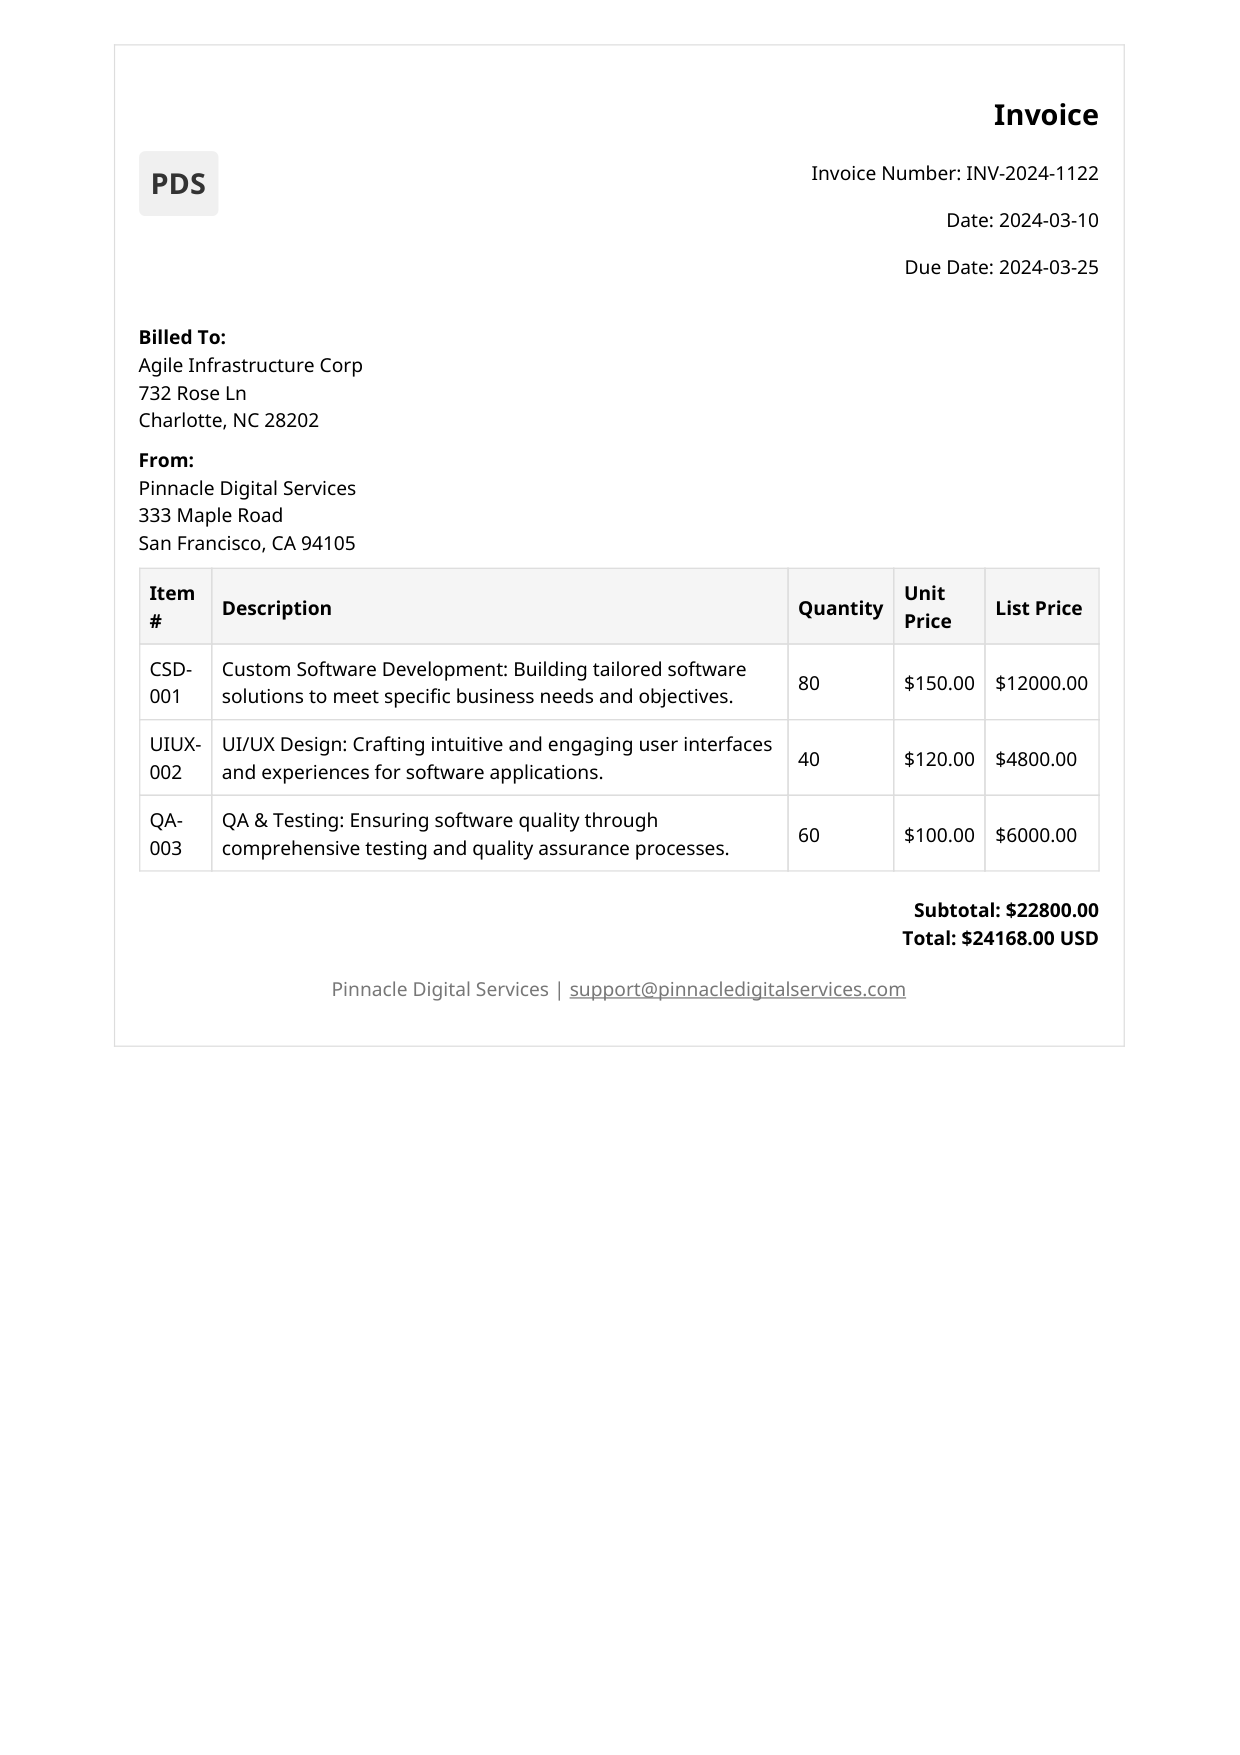 Invoice
PDS
Invoice Number: INV-2024-1122
Date: 2024-03-10
Due Date: 2024-03-25
Billed To:
Agile Infrastructure Corp
732 Rose Ln
Charlotte, NC 28202
From:
Pinnacle Digital Services
333 Maple Road
San Francisco, CA 94105
Item # Description Quantity Unit Price List Price
CSD-001 Custom Software Development: Building tailored software solutions to meet specific business needs and objectives. 80 $150.00 $12000.00
UIUX-002 UI/UX Design: Crafting intuitive and engaging user interfaces and experiences for software applications. 40 $120.00 $4800.00
QA-003 QA & Testing: Ensuring software quality through comprehensive testing and quality assurance processes. 60 $100.00 $6000.00
Subtotal: $22800.00
Total: $24168.00 USD
Pinnacle Digital Services | support@pinnacledigitalservices.com